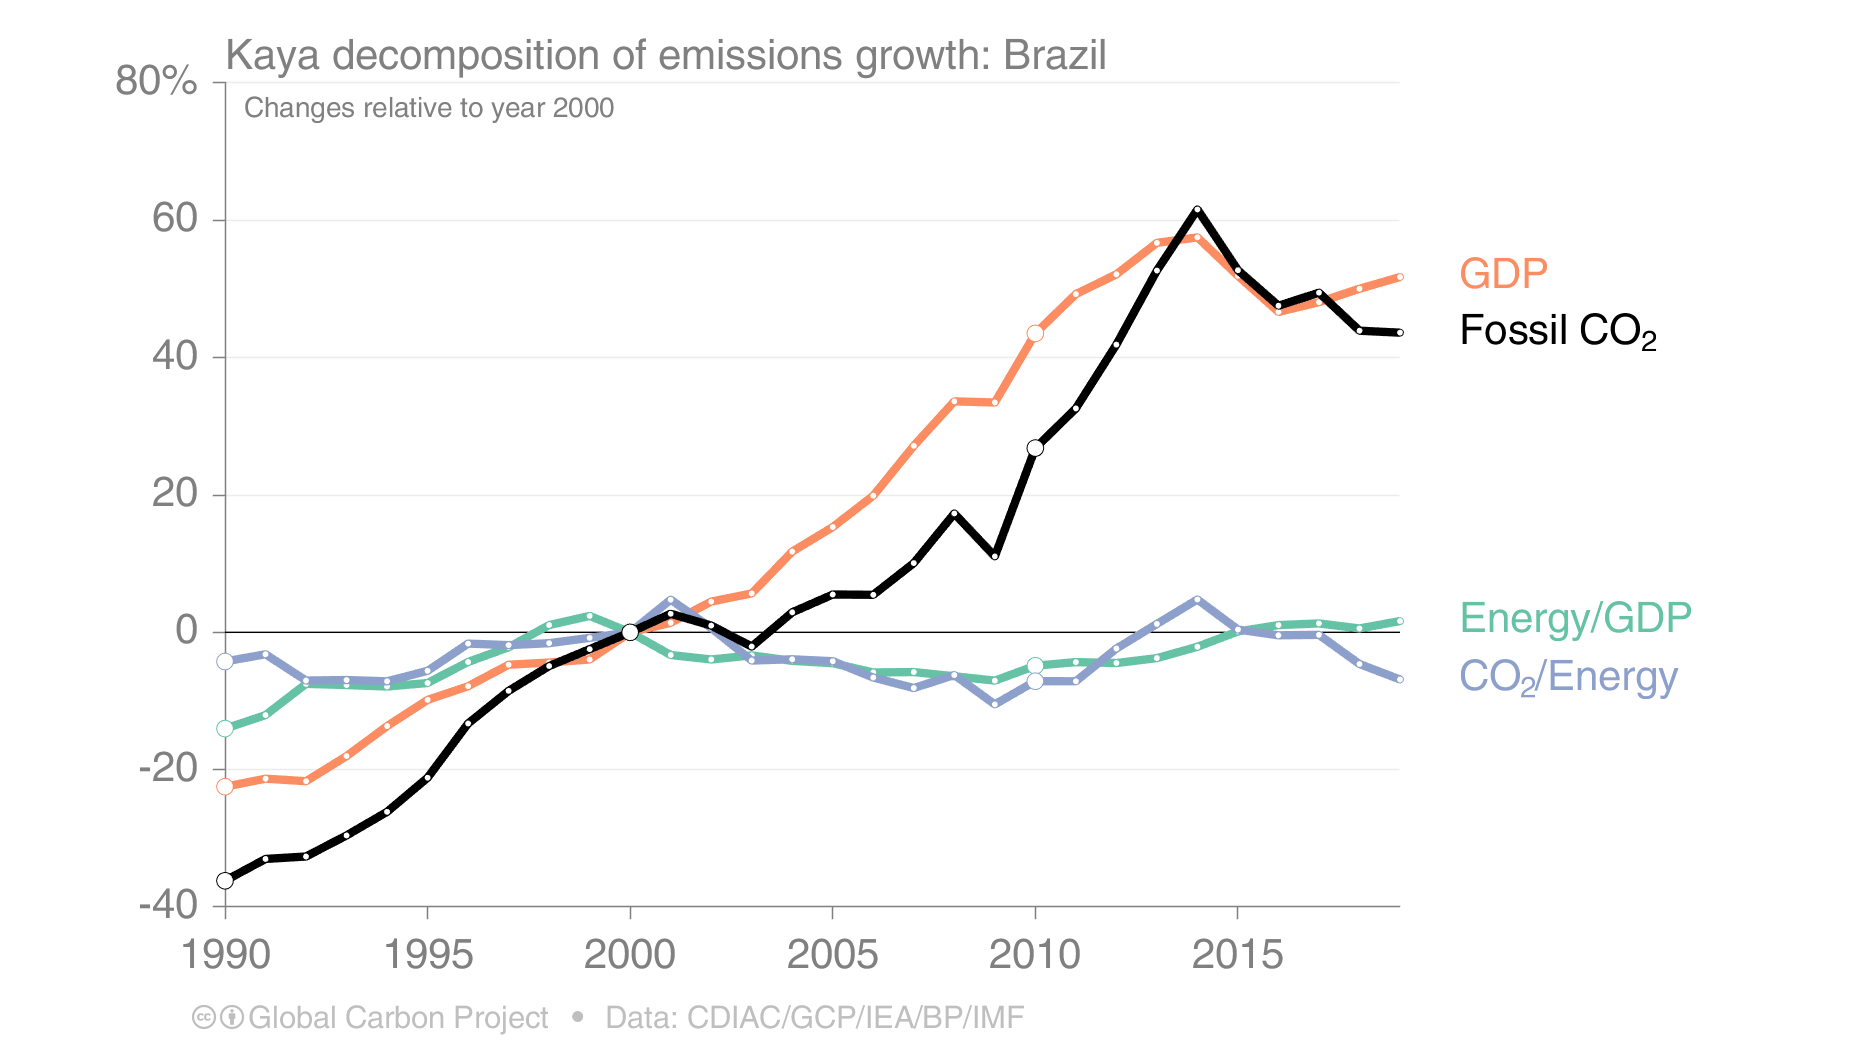 Kaya decomposition of emissions growth: Brazil
80%
Changes relative to year 2000
60
40
20
0
-20
-40
GDP
Fossil CO₂
Energy/GDP
CO₂/Energy
1990 1995 2000 2005 2010 2015
cc Global Carbon Project • Data: CDIAC/GCP/IEA/BP/IMF